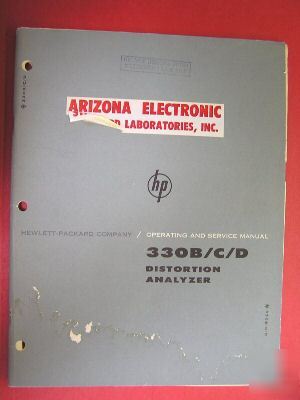 ARIZONA ELECTRONIC
LABORATORIES, INC.
hp
HEWLETT-PACKARD COMPANY / OPERATING AND SERVICE MANUAL
330B/C/D
DISTORTION
ANALYZER